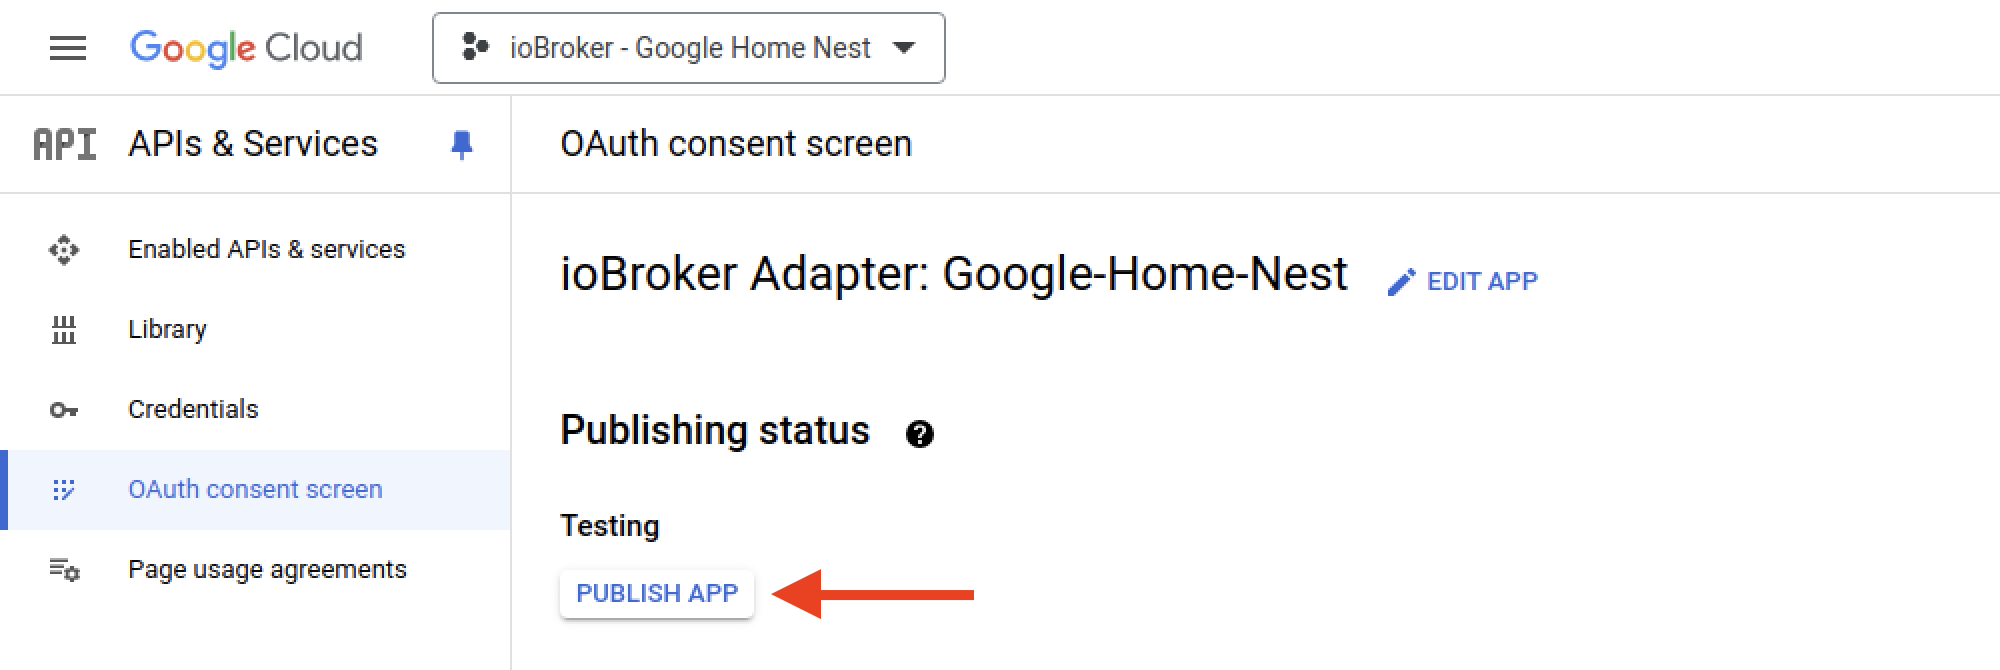 Google Cloud
ioBroker - Google Home Nest
API APIs & Services
OAuth consent screen
Enabled APIs & services
Library
Credentials
OAuth consent screen
Page usage agreements
ioBroker Adapter: Google-Home-Nest
EDIT APP
Publishing status ?
Testing
PUBLISH APP